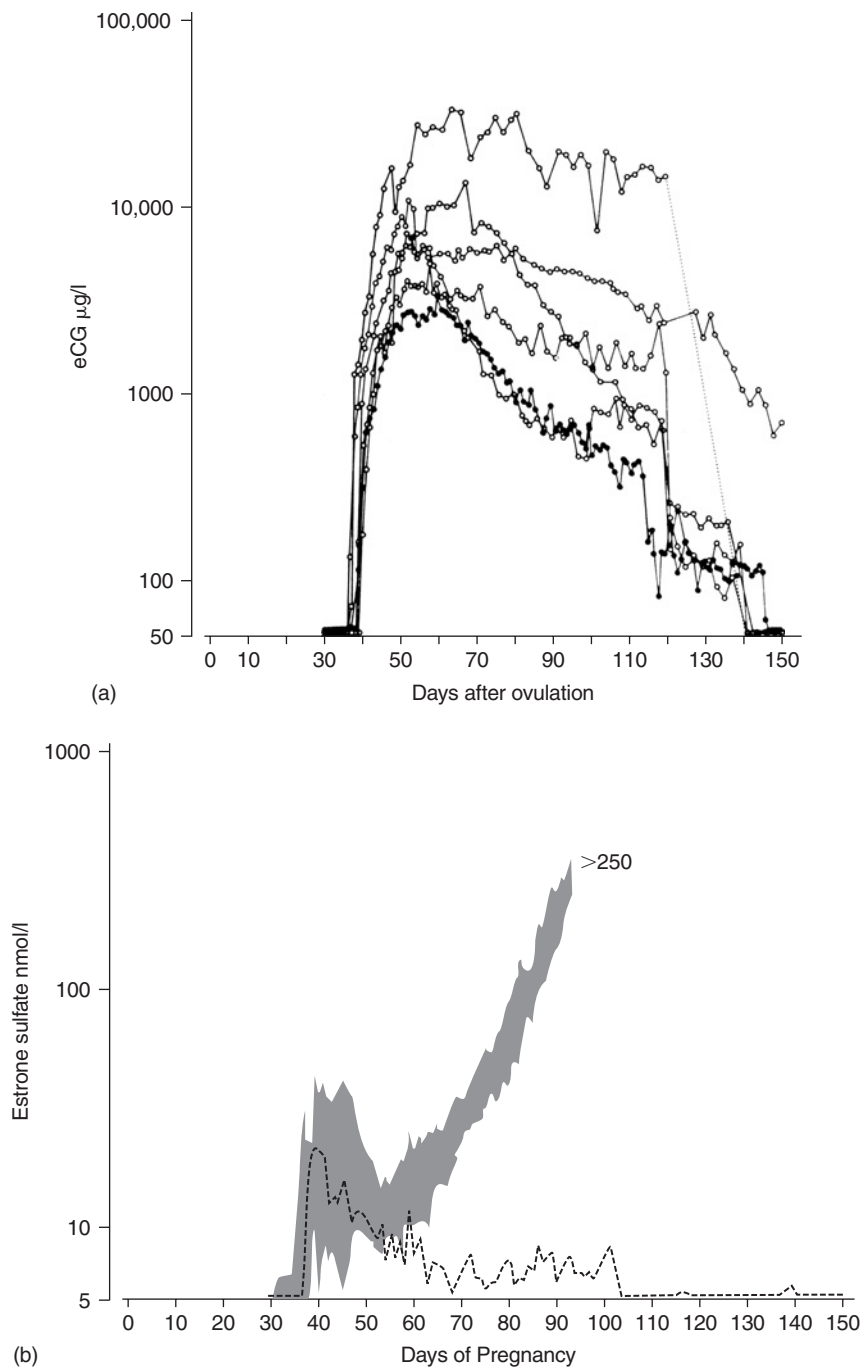 100,000
10,000
1000
100
50
eCG μg/l
0 10 30 50 70 90 110 130 150
Days after ovulation
(a)
1000
100
10
5
Estrone sulfate nmol/l
>250
0 10 20 30 40 50 60 70 80 90 100 110 120 130 140 150
Days of Pregnancy
(b)